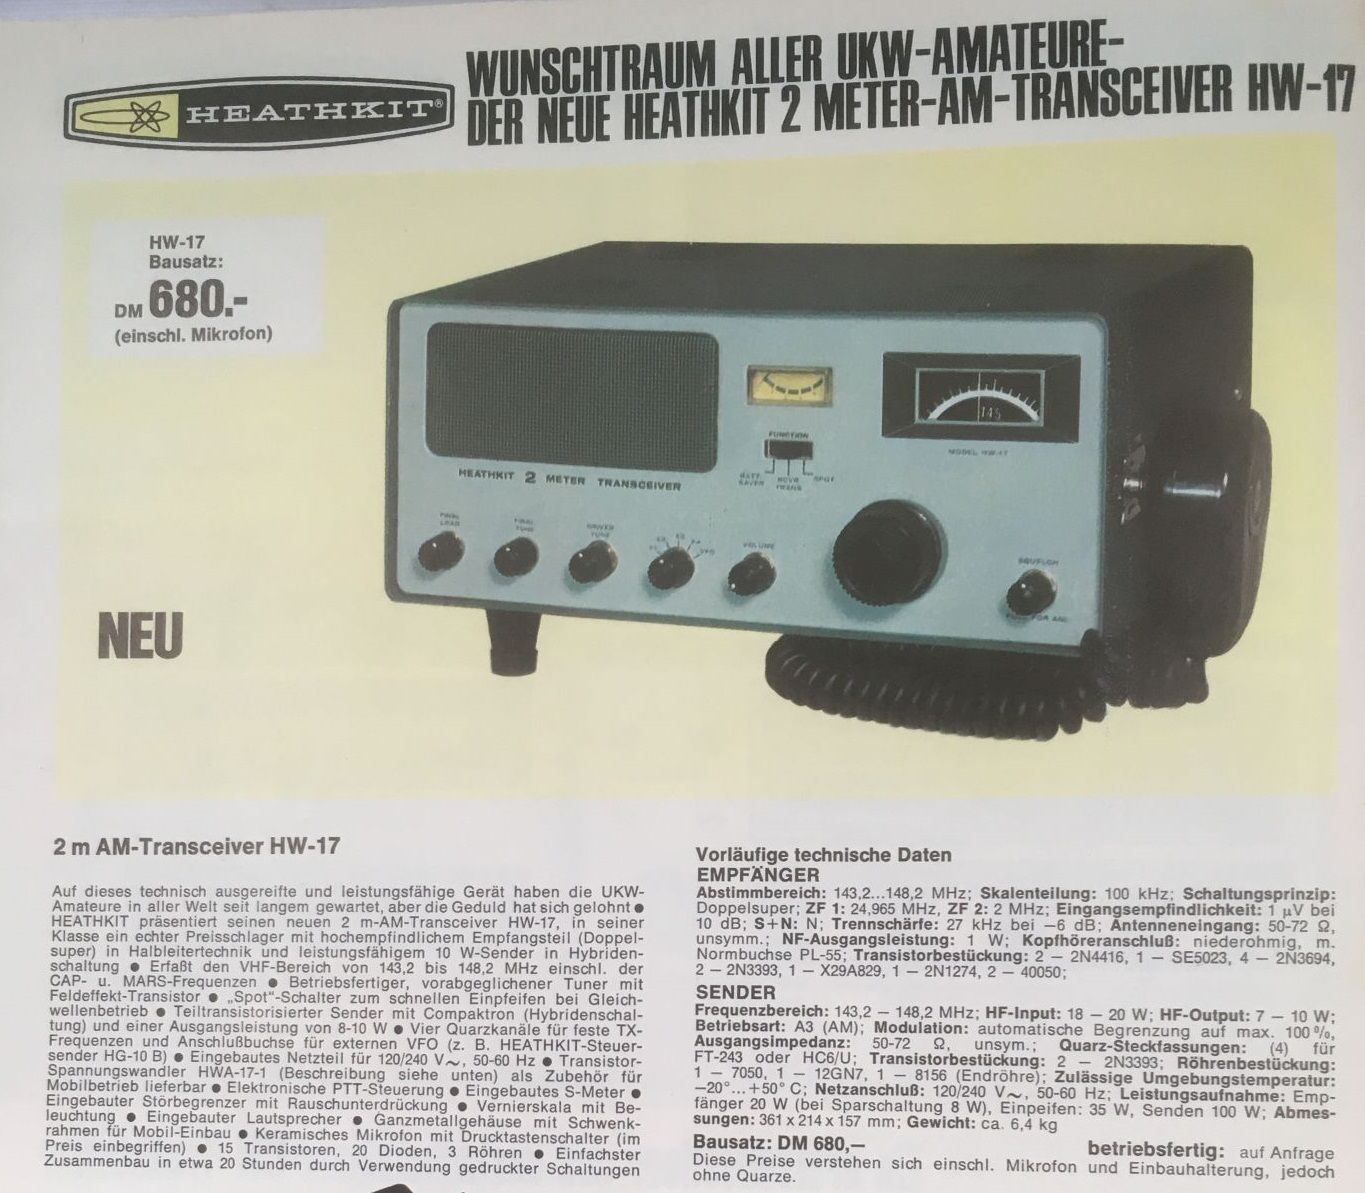 HEATHKIT®
WUNSCHTRAUM ALLER UKW-AMATEURE-
DER NEUE HEATHKIT 2 METER-AM-TRANSCEIVER HW-17
HW-17
Bausatz:
DM 680.-
(einschl. Mikrofon)
145
FUNCTION
MODEL HW-17
BATT. SAVER
RCVR TRANS
SPOT
HEATHKIT 2 METER TRANSCEIVER
FINAL LOAD
FINAL TUNE
DRIVER TUNE
VOLUME
SQUELCH
NEU
2 m AM-Transceiver HW-17
Auf dieses technisch ausgereifte und leistungsfähige Gerät haben die UKW-
Amateure in aller Welt seit langem gewartet, aber die Geduld hat sich gelohnt ●
HEATHKIT präsentiert seinen neuen 2 m-AM-Transceiver HW-17, in seiner
Klasse ein echter Preisschlager mit hochempfindlichem Empfangsteil (Doppel-
super) in Halbleitertechnik und leistungsfähigem 10 W-Sender in Hybriden-
schaltung ● Erfaßt den VHF-Bereich von 143,2 bis 148,2 MHz einschl. der
CAP- u. MARS-Frequenzen ● Betriebsfertiger, vorabgeglichener Tuner mit
Feldeffekt-Transistor ● „Spot“-Schalter zum schnellen Einpfeifen bei Gleich-
wellenbetrieb ● Teiltransistorisierter Sender mit Compaktron (Hybridenschal-
tung) und einer Ausgangsleistung von 8-10 W ● Vier Quarzkanäle für feste TX-
Frequenzen und Anschlußbuchse für externen VFO (z. B. HEATHKIT-Steuer-
sender HG-10 B) ● Eingebautes Netzteil für 120/240 V~, 50-60 Hz ● Transistor-
Spannungswandler HWA-17-1 (Beschreibung siehe unten) als Zubehör für
Mobilbetrieb lieferbar ● Elektronische PTT-Steuerung ● Eingebautes S-Meter ●
Eingebauter Störbegrenzer mit Rauschunterdrückung ● Vernierskala mit Be-
leuchtung ● Eingebauter Lautsprecher ● Ganzmetallgehäuse mit Schwenk-
rahmen für Mobil-Einbau ● Keramisches Mikrofon mit Drucktastenschalter (im
Preis einbegriffen) ● 15 Transistoren, 20 Dioden, 3 Röhren ● Einfachster
Zusammenbau in etwa 20 Stunden durch Verwendung gedruckter Schaltungen
Vorläufige technische Daten
EMPFÄNGER
Abstimmbereich: 143,2...148,2 MHz; Skalenteilung: 100 kHz; Schaltungsprinzip:
Doppelsuper; ZF 1: 24,965 MHz, ZF 2: 2 MHz; Eingangsempfindlichkeit: 1 µV bei
10 dB; S+N: N; Trennschärfe: 27 kHz bei −6 dB; Antenneneingang: 50-72 Ω,
unsymm.; NF-Ausgangsleistung: 1 W; Kopfhöreranschluß: niederohmig, m.
Normbuchse PL-55; Transistorbestückung: 2 − 2N4416, 1 − SE5023, 4 − 2N3694,
2 − 2N3393, 1 − X29A829, 1 − 2N1274, 2 − 40050;
SENDER
Frequenzbereich: 143,2 − 148,2 MHz; HF-Input: 18 − 20 W; HF-Output: 7 − 10 W;
Betriebsart: A3 (AM); Modulation: automatische Begrenzung auf max. 100%,
Ausgangsimpedanz: 50-72 Ω, unsym.; Quarz-Steckfassungen: (4) für
FT-243 oder HC6/U; Transistorbestückung: 2 − 2N3393; Röhrenbestückung:
1 − 7050, 1 − 12GN7, 1 − 8156 (Endröhre); Zulässige Umgebungstemperatur:
−20°...+50° C; Netzanschluß: 120/240 V~, 50-60 Hz; Leistungsaufnahme: Emp-
fänger 20 W (bei Sparschaltung 8 W), Einpeifen: 35 W, Senden 100 W; Abmes-
sungen: 361 x 214 x 157 mm; Gewicht: ca. 6,4 kg
Bausatz: DM 680,— betriebsfertig: auf Anfrage
Diese Preise verstehen sich einschl. Mikrofon und Einbauhalterung, jedoch
ohne Quarze.